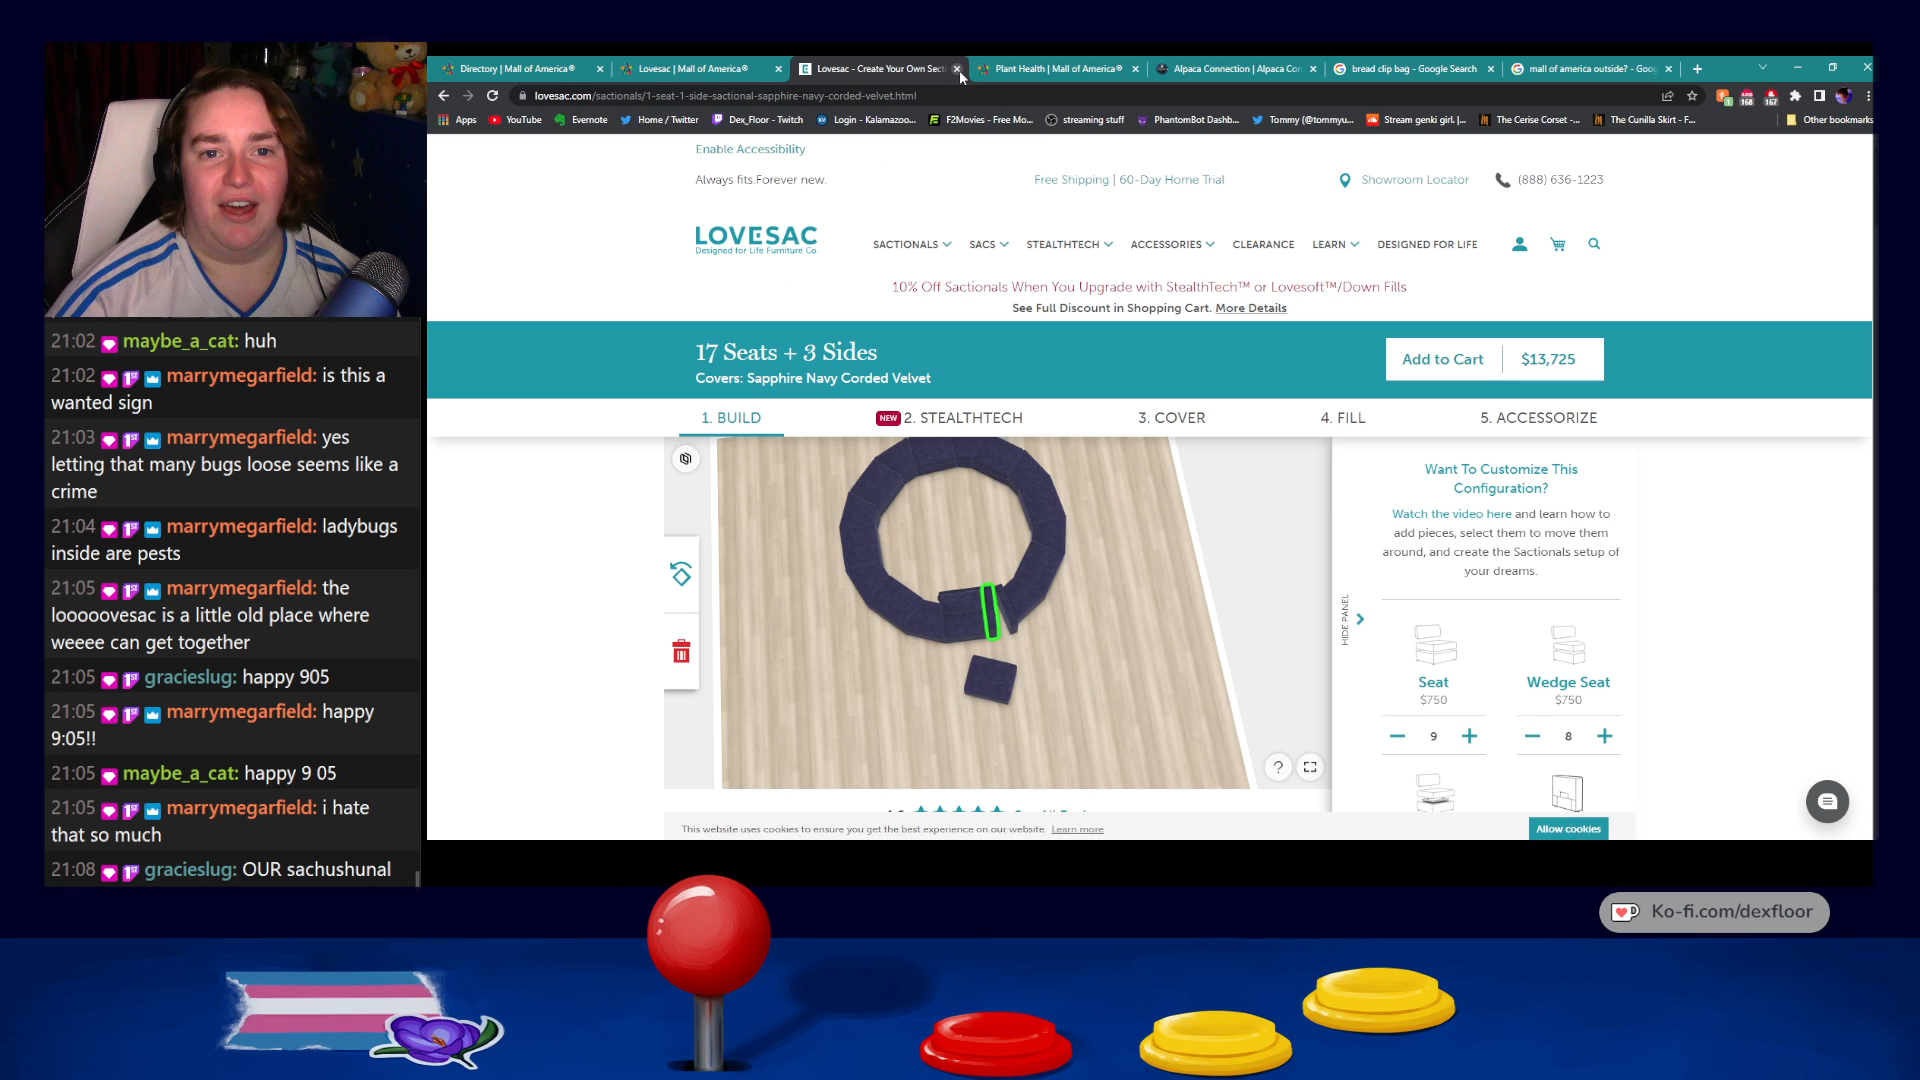 Directory | Mall of America®
Lovesac | Mall of America®
Lovesac - Create Your Own Secti
Plant Health | Mall of America®
Alpaca Connection | Alpaca Con
bread clip bag - Google Search
mall of america outside? - Goog
lovesac.com/sactionals/1-seat-1-side-sactional-sapphire-navy-corded-velvet.html
168
167
Apps
YouTube
Evernote
Home / Twitter
Dex_Floor - Twitch
Login - Kalamazoo...
F2Movies - Free Mo...
streaming stuff
PhantomBot Dashb...
Tommy (@tommyu...
Stream genki girl. |...
The Cerise Corset -...
The Cunilla Skirt - F...
Other bookmarks
Enable Accessibility
Always fits.Forever new.
Free Shipping | 60-Day Home Trial
Showroom Locator
(888) 636-1223
LOVESAC
Designed for Life Furniture Co.
SACTIONALS
SACS
STEALTHTECH
ACCESSORIES
CLEARANCE
LEARN
DESIGNED FOR LIFE
10% Off Sactionals When You Upgrade with StealthTech™ or Lovesoft™/Down Fills
See Full Discount in Shopping Cart. More Details
17 Seats + 3 Sides
Covers: Sapphire Navy Corded Velvet
Add to Cart
$13,725
1. BUILD
NEW 2. STEALTHTECH
3. COVER
4. FILL
5. ACCESSORIZE
HIDE PANEL
Want To Customize This
Configuration?
Watch the video here and learn how to
add pieces, select them to move them
around, and create the Sactionals setup of
your dreams.
Seat
$750
9
Wedge Seat
$750
8
?
This website uses cookies to ensure you get the best experience on our website. Learn more
Allow cookies
21:02 maybe_a_cat: huh
21:02 1ST marrymegarfield: is this a
wanted sign
21:03 1ST marrymegarfield: yes
letting that many bugs loose seems like a
crime
21:04 1ST marrymegarfield: ladybugs
inside are pests
21:05 1ST marrymegarfield: the
looooovesac is a little old place where
weeee can get together
21:05 1ST gracieslug: happy 905
21:05 1ST marrymegarfield: happy
9:05!!
21:05 maybe_a_cat: happy 9 05
21:05 1ST marrymegarfield: i hate
that so much
21:08 1ST gracieslug: OUR sachushunal
Ko-fi.com/dexfloor